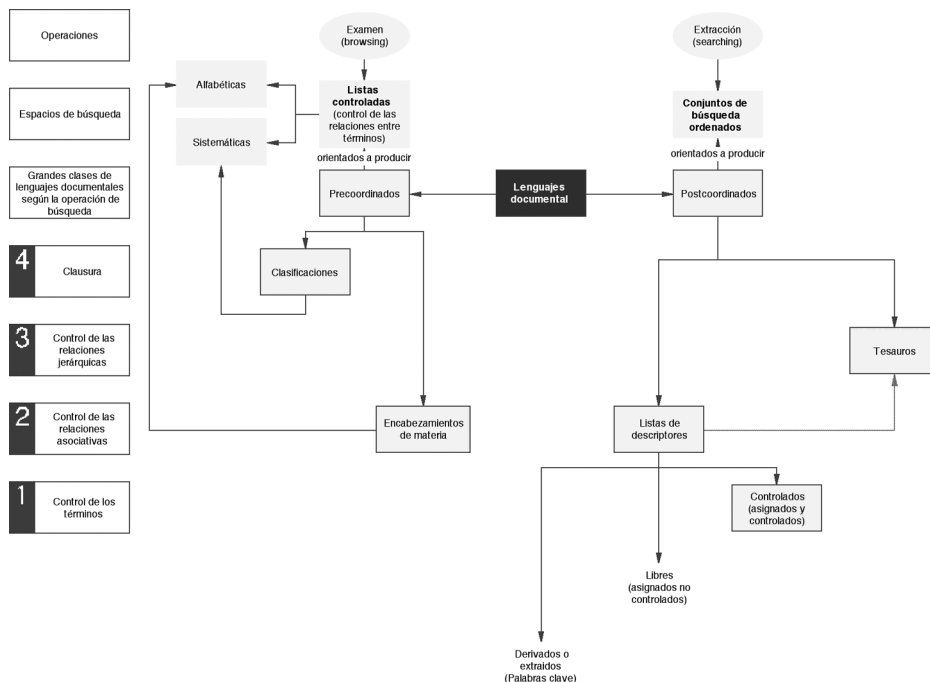 Operaciones
Espacios de búsqueda
Grandes clases de
lenguajes documentales
según la operación de
búsqueda
4
Clausura
3
Control de las
relaciones
jerárquicas
2
Control de las
relaciones
asociativas
1
Control de los
términos
Examen
(browsing)
Alfabéticas
Sistemáticas
Listas
controladas
(control de las
relaciones entre
términos)
orientados a producir
Precoordinados
Clasificaciones
Encabezamientos
de materia
Lenguajes
documental
Extracción
(searching)
Conjuntos de
búsqueda
ordenados
orientados a producir
Postcoordinados
Tesauros
Listas de
descriptores
Controlados
(asignados y
controlados)
Libres
(asignados no
controlados)
Derivados o
extraidos
(Palabras clave)